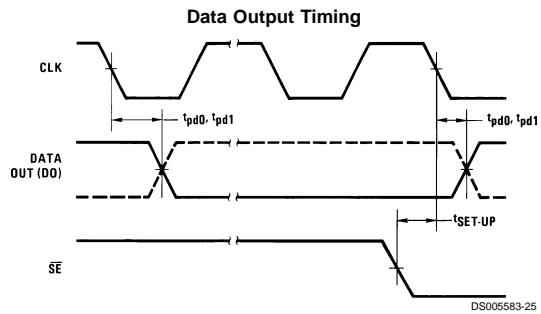 Data Output Timing
CLK
tpd0, tpd1
tpd0, tpd1
DATA
OUT (DO)
tSET-UP
SE
DS005583-25